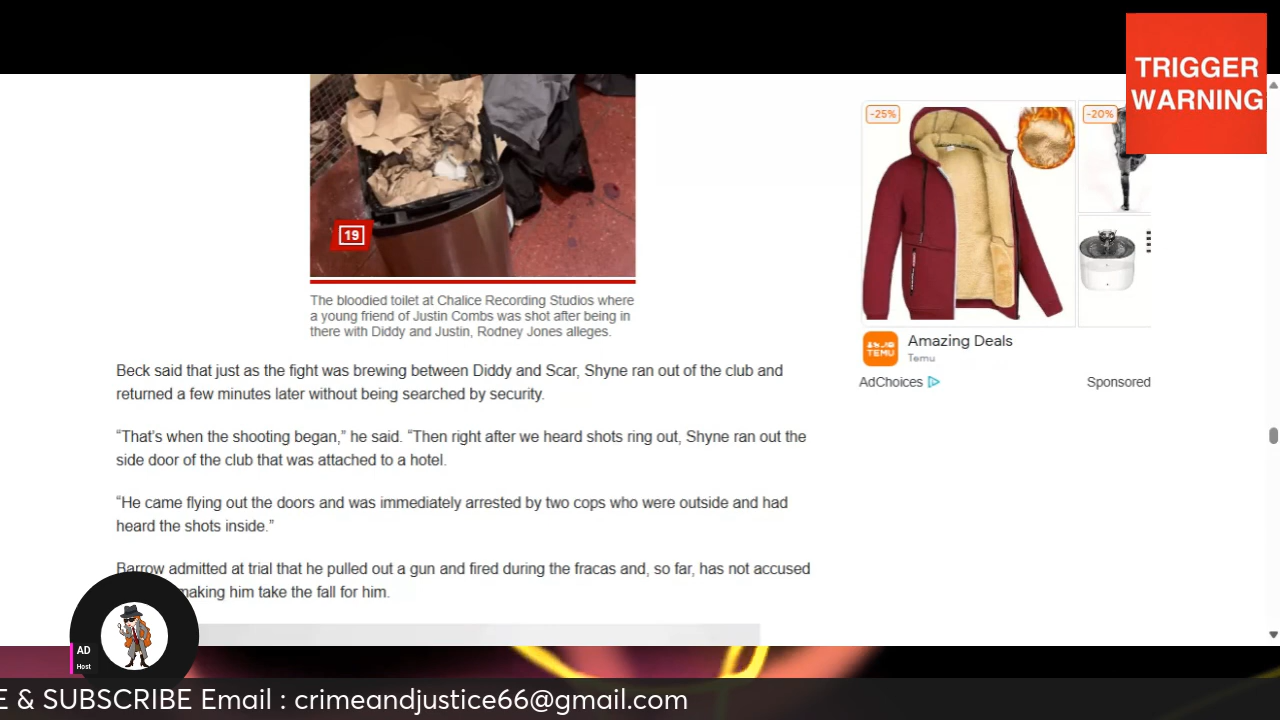 TRIGGER
WARNING
-25%
-20%
19
The bloodied toilet at Chalice Recording Studios where
a young friend of Justin Combs was shot after being in
there with Diddy and Justin, Rodney Jones alleges.
TEMU
Amazing Deals
Temu
AdChoices
Sponsored
Beck said that just as the fight was brewing between Diddy and Scar, Shyne ran out of the club and
returned a few minutes later without being searched by security.
“That’s when the shooting began,” he said. “Then right after we heard shots ring out, Shyne ran out the
side door of the club that was attached to a hotel.
“He came flying out the doors and was immediately arrested by two cops who were outside and had
heard the shots inside.”
Barrow admitted at trial that he pulled out a gun and fired during the fracas and, so far, has not accused
making him take the fall for him.
AD
Host
E & SUBSCRIBE Email : crimeandjustice66@gmail.com